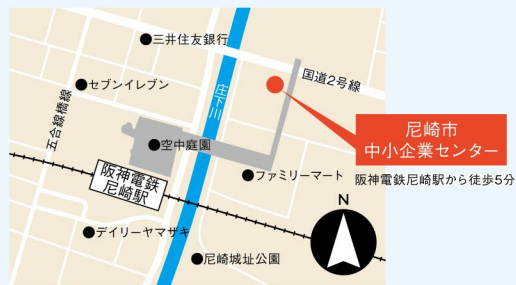 三井住友銀行
国道2号線
セブンイレブン
庄下川
五合線橋線
尼崎市
中小企業センター
空中庭園
阪神電鉄尼崎駅から徒歩5分
ファミリーマート
阪神電鉄
尼崎駅
N
デイリーヤマザキ
尼崎城址公園